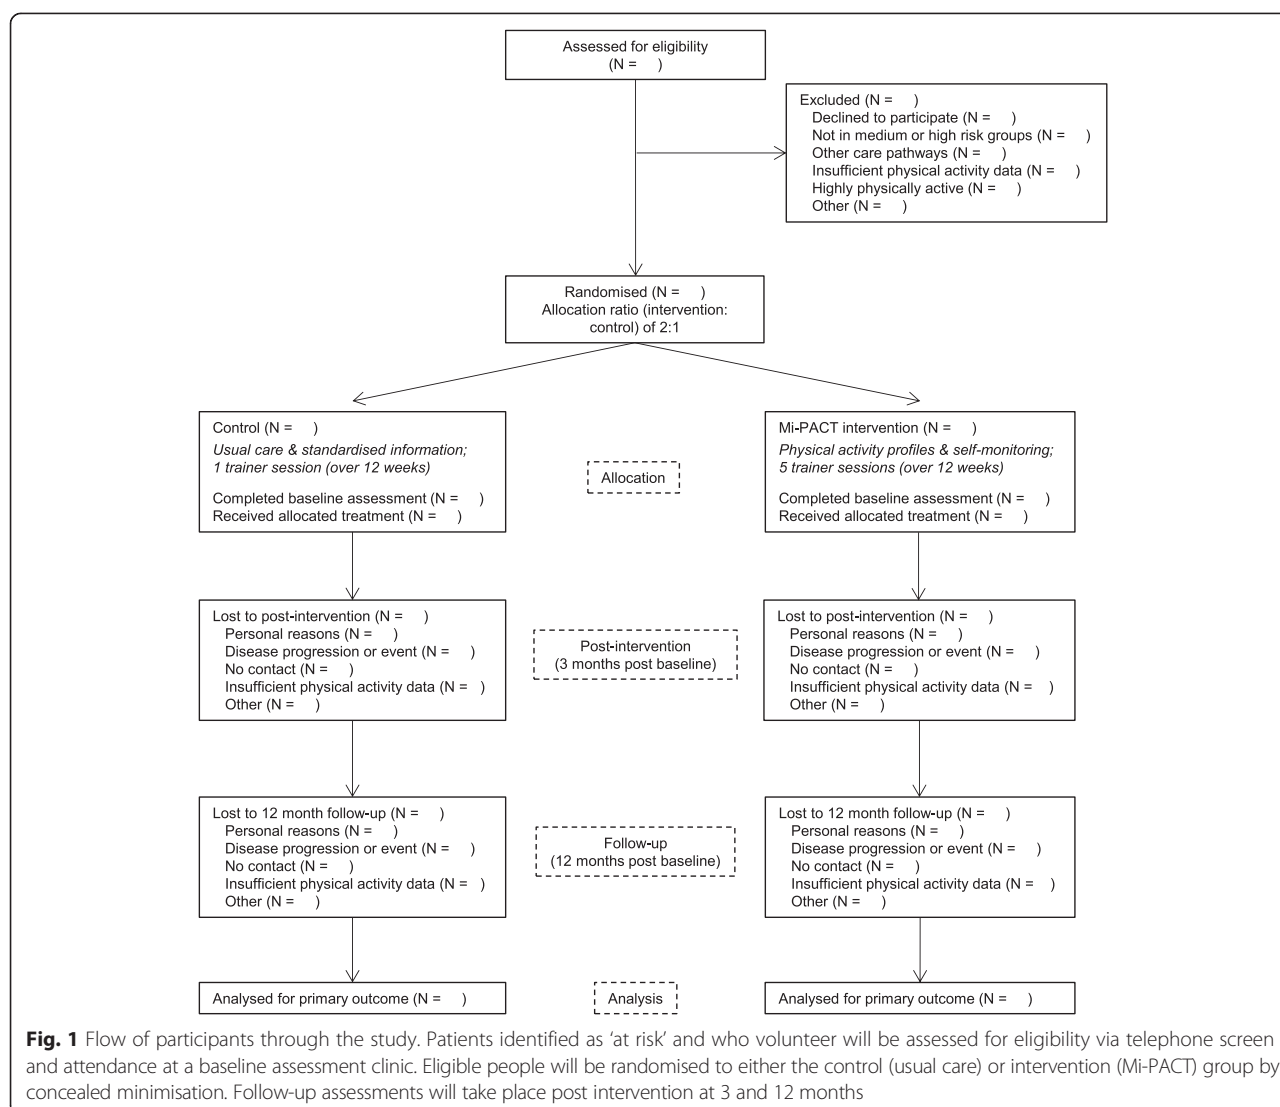 Assessed for eligibility
(N = )
Excluded (N = )
Declined to participate (N = )
Not in medium or high risk groups (N = )
Other care pathways (N = )
Insufficient physical activity data (N = )
Highly physically active (N = )
Other (N = )
Randomised (N = )
Allocation ratio (intervention:
control) of 2:1
Control (N = )
Usual care & standardised information;
1 trainer session (over 12 weeks)
Completed baseline assessment (N = )
Received allocated treatment (N = )
Allocation
Mi-PACT intervention (N = )
Physical activity profiles & self-monitoring;
5 trainer sessions (over 12 weeks)
Completed baseline assessment (N = )
Received allocated treatment (N = )
Lost to post-intervention (N = )
Personal reasons (N = )
Disease progression or event (N = )
No contact (N = )
Insufficient physical activity data (N = )
Other (N = )
Post-intervention
(3 months post baseline)
Lost to post-intervention (N = )
Personal reasons (N = )
Disease progression or event (N = )
No contact (N = )
Insufficient physical activity data (N = )
Other (N = )
Lost to 12 month follow-up (N = )
Personal reasons (N = )
Disease progression or event (N = )
No contact (N = )
Insufficient physical activity data (N = )
Other (N = )
Follow-up
(12 months post baseline)
Lost to 12 month follow-up (N = )
Personal reasons (N = )
Disease progression or event (N = )
No contact (N = )
Insufficient physical activity data (N = )
Other (N = )
Analysed for primary outcome (N = )
Analysis
Analysed for primary outcome (N = )
Fig. 1 Flow of participants through the study. Patients identified as ‘at risk’ and who volunteer will be assessed for eligibility via telephone screen
and attendance at a baseline assessment clinic. Eligible people will be randomised to either the control (usual care) or intervention (Mi-PACT) group by
concealed minimisation. Follow-up assessments will take place post intervention at 3 and 12 months